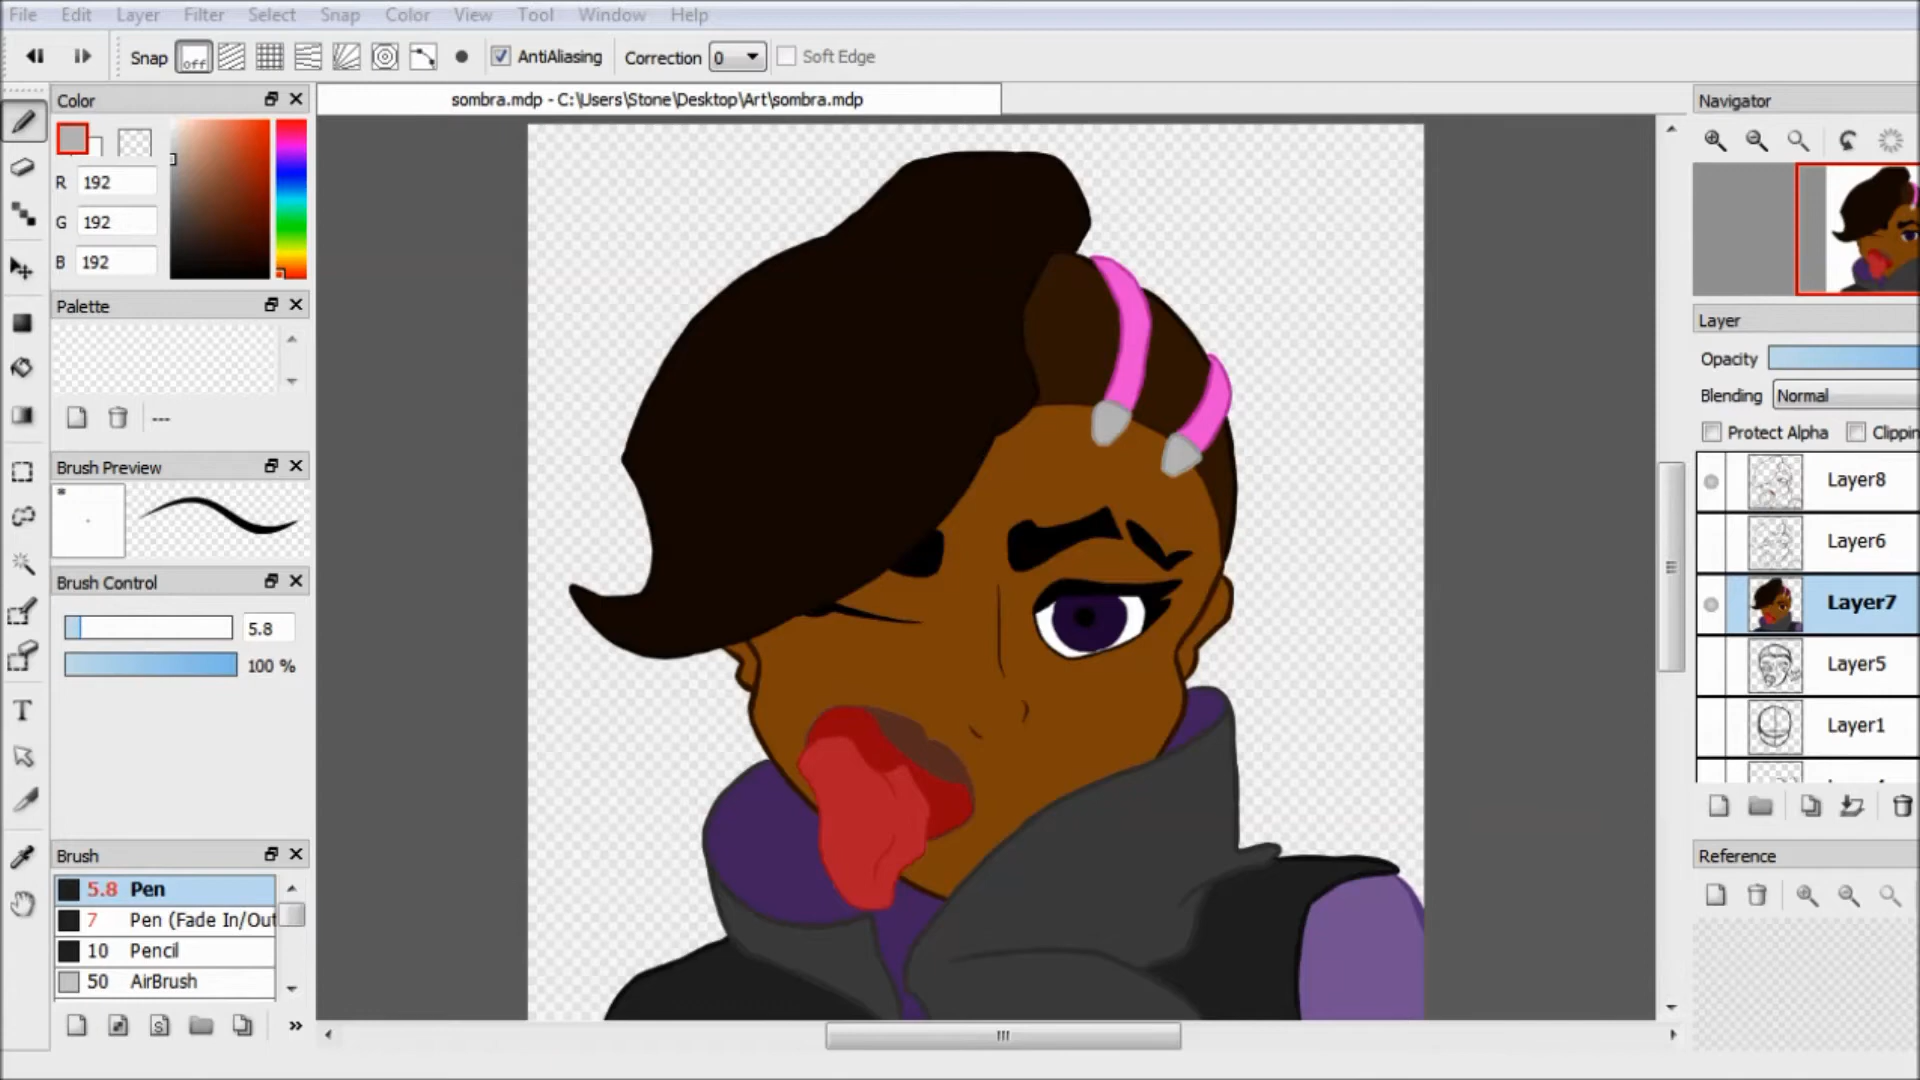 File Edit Layer Filter Select Snap Color View Tool Window Help
Snap off AntiAliasing Correction 0 Soft Edge
Color
R 192
G 192
B 192
Palette
---
Brush Preview
*
Brush Control
5.8
100 %
Brush
5.8 Pen
7 Pen (Fade In/Out
10 Pencil
50 AirBrush
S
sombra.mdp - C:\Users\Stone\Desktop\Art\sombra.mdp
Navigator
Layer
Opacity
Blending Normal
Protect Alpha Clippin
Layer8
Layer6
Layer7
Layer5
Layer1
Reference